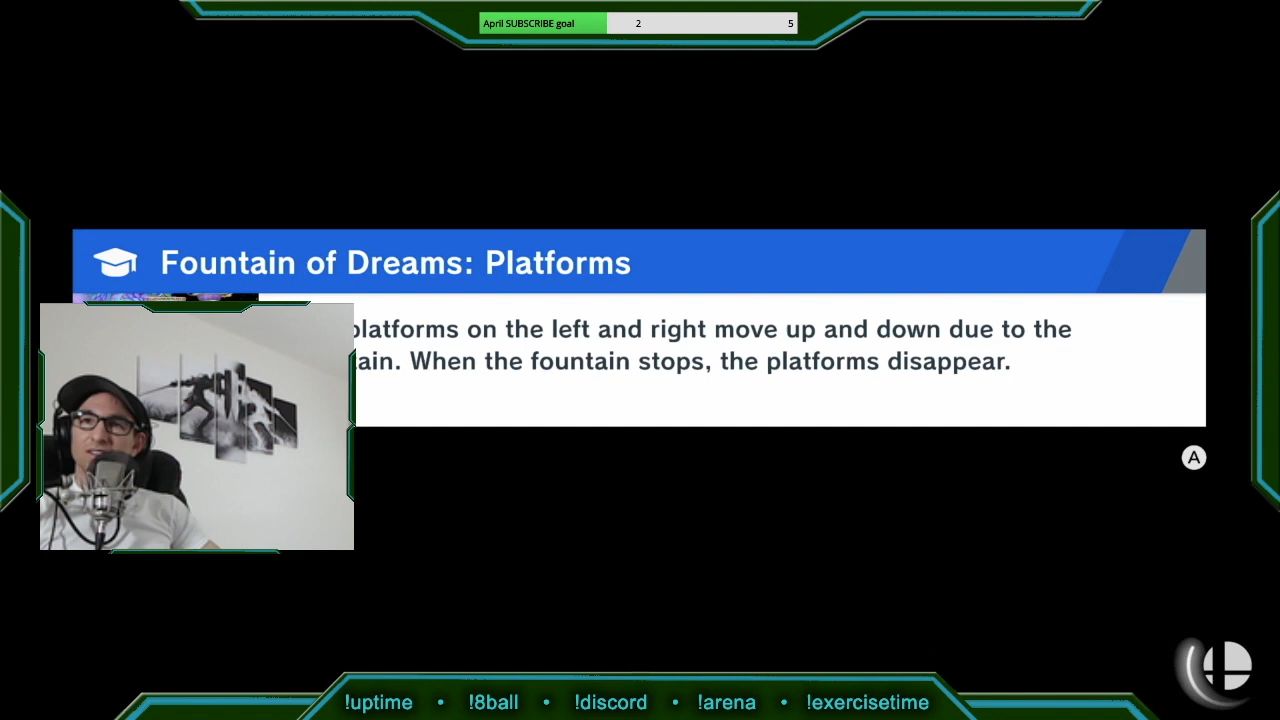 April SUBSCRIBE goal 2 5
Fountain of Dreams: Platforms
platforms on the left and right move up and down due to the
When the fountain stops, the platforms disappear.
A
!uptime • !8ball • !discord • !arena • !exercisetime